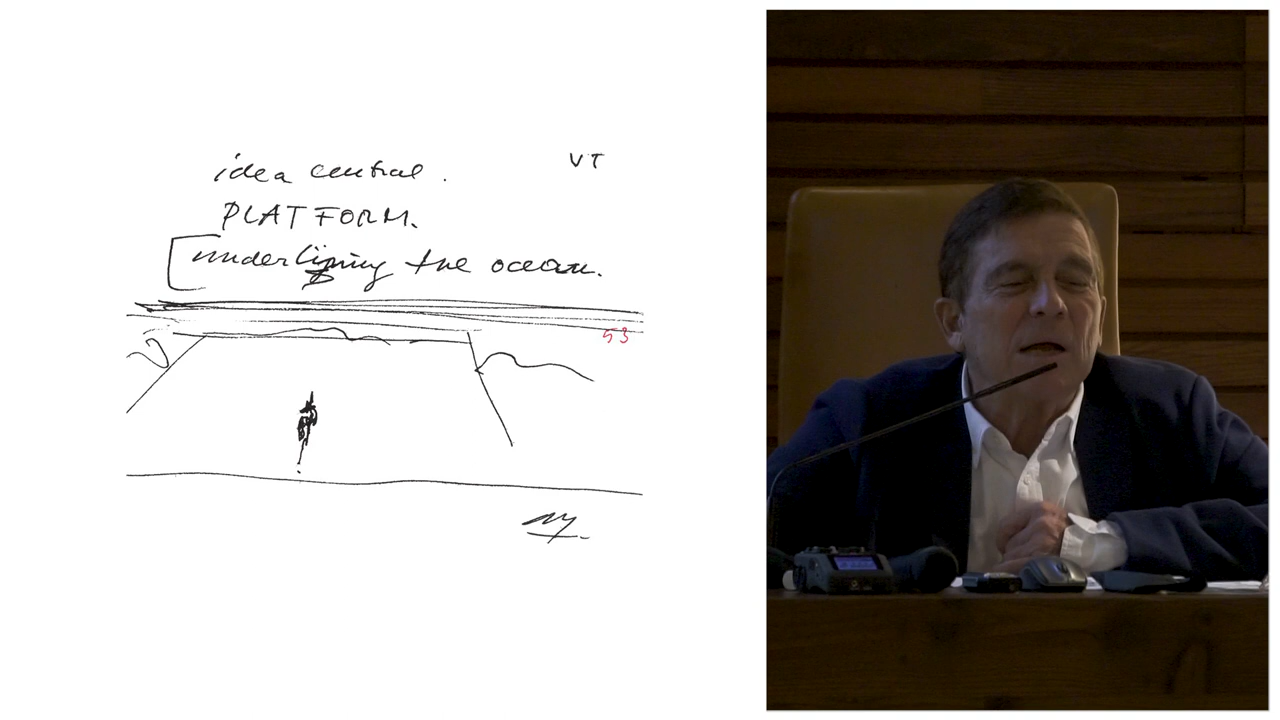 idea central.
VT
PLATFORM.
underlining the ocean.
53